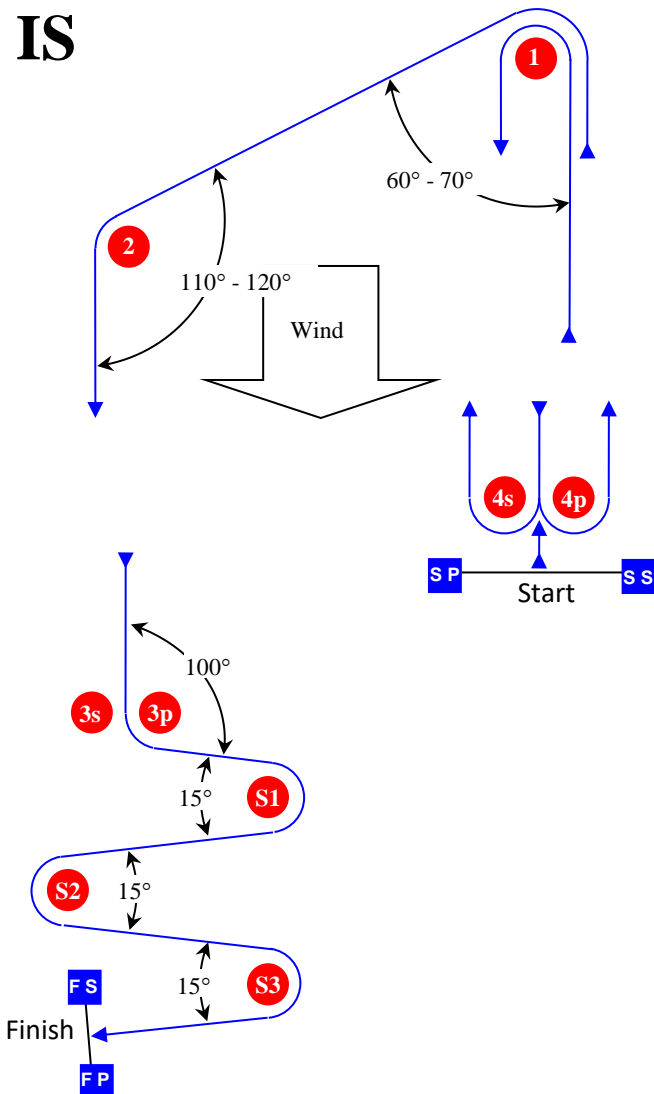 IS
1
60° - 70°
2
110° - 120°
Wind
4s
4p
S P
S S
Start
100°
3s
3p
15°
S1
15°
S2
15°
S3
F S
Finish
F P